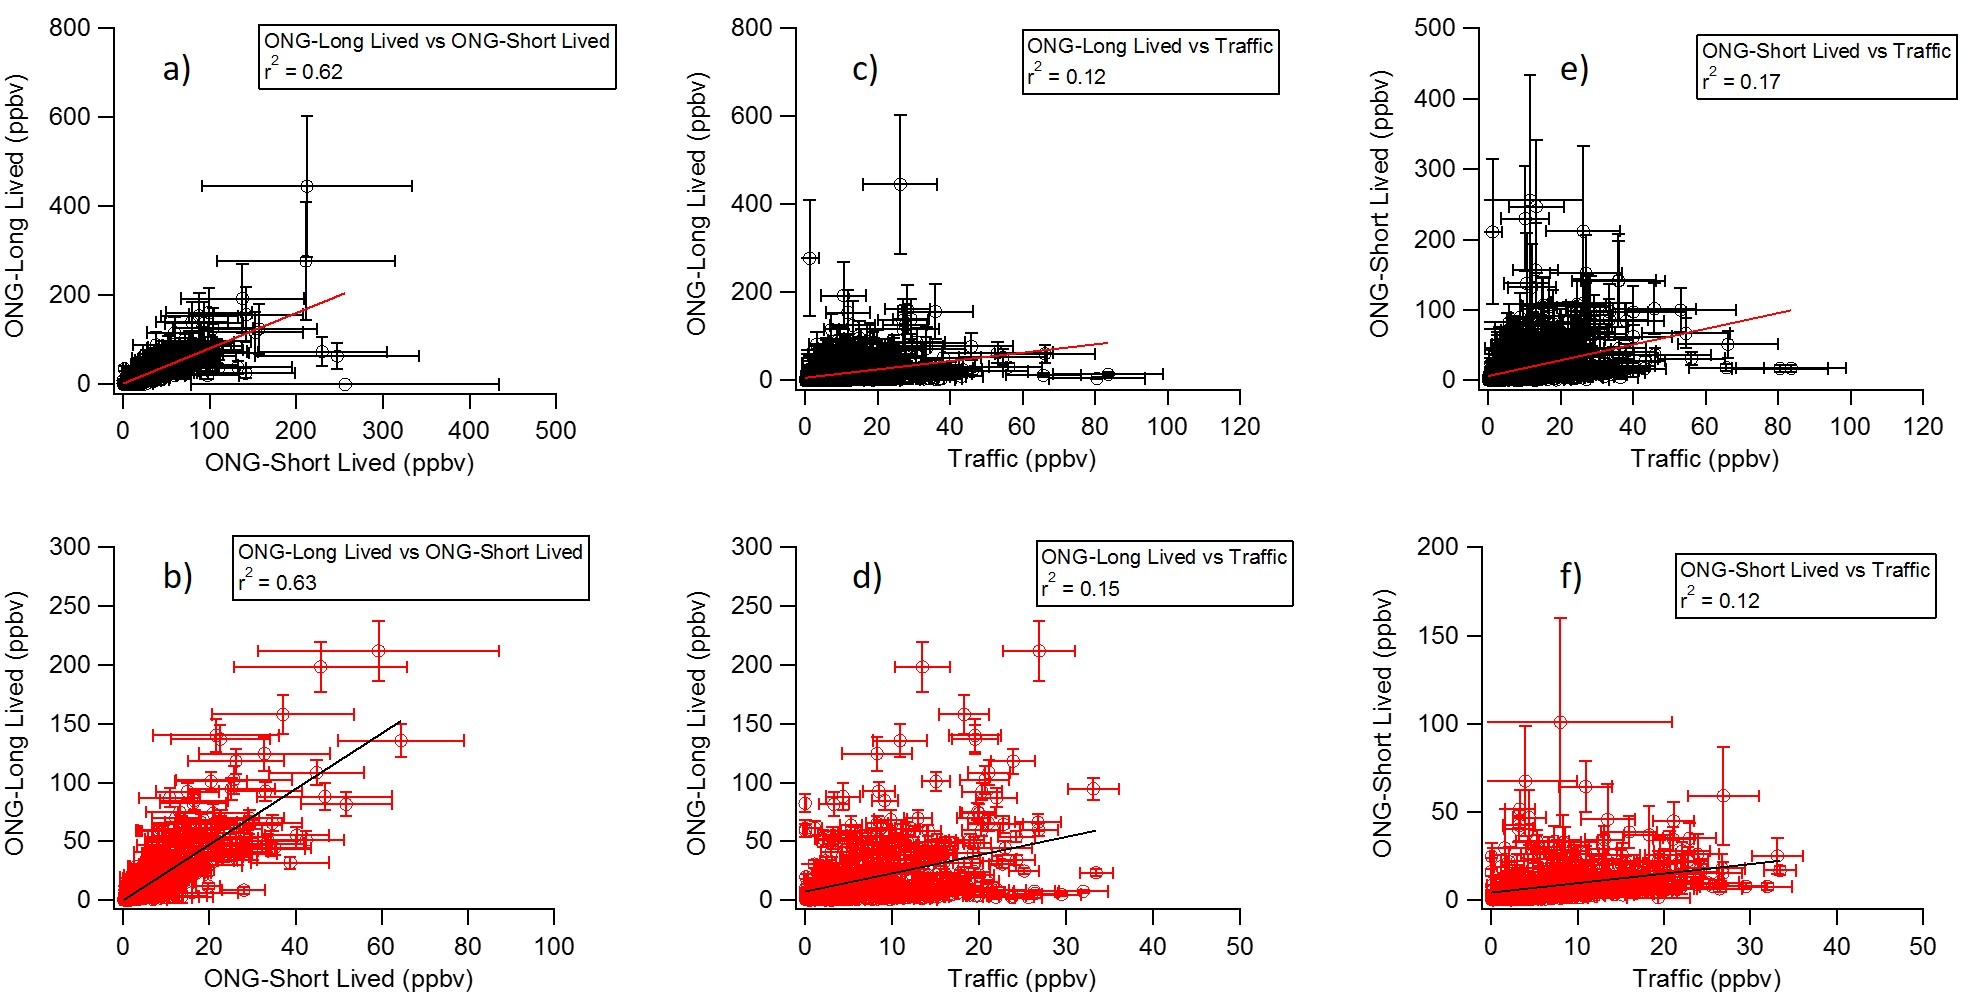 a)
ONG-Long Lived vs ONG-Short Lived
r² = 0.62
800
600
400
200
0
ONG-Long Lived (ppbv)
0 100 200 300 400 500
ONG-Short Lived (ppbv)
c)
ONG-Long Lived vs Traffic
r² = 0.12
800
600
400
200
0
ONG-Long Lived (ppbv)
0 20 40 60 80 100 120
Traffic (ppbv)
e)
ONG-Short Lived vs Traffic
r² = 0.17
500
400
300
200
100
0
ONG-Short Lived (ppbv)
0 20 40 60 80 100 120
Traffic (ppbv)
b)
ONG-Long Lived vs ONG-Short Lived
r² = 0.63
300
250
200
150
100
50
0
ONG-Long Lived (ppbv)
0 20 40 60 80 100
ONG-Short Lived (ppbv)
d)
ONG-Long Lived vs Traffic
r² = 0.15
300
250
200
150
100
50
0
ONG-Long Lived (ppbv)
0 10 20 30 40 50
Traffic (ppbv)
f)
ONG-Short Lived vs Traffic
r² = 0.12
200
150
100
50
0
ONG-Short Lived (ppbv)
0 10 20 30 40 50
Traffic (ppbv)